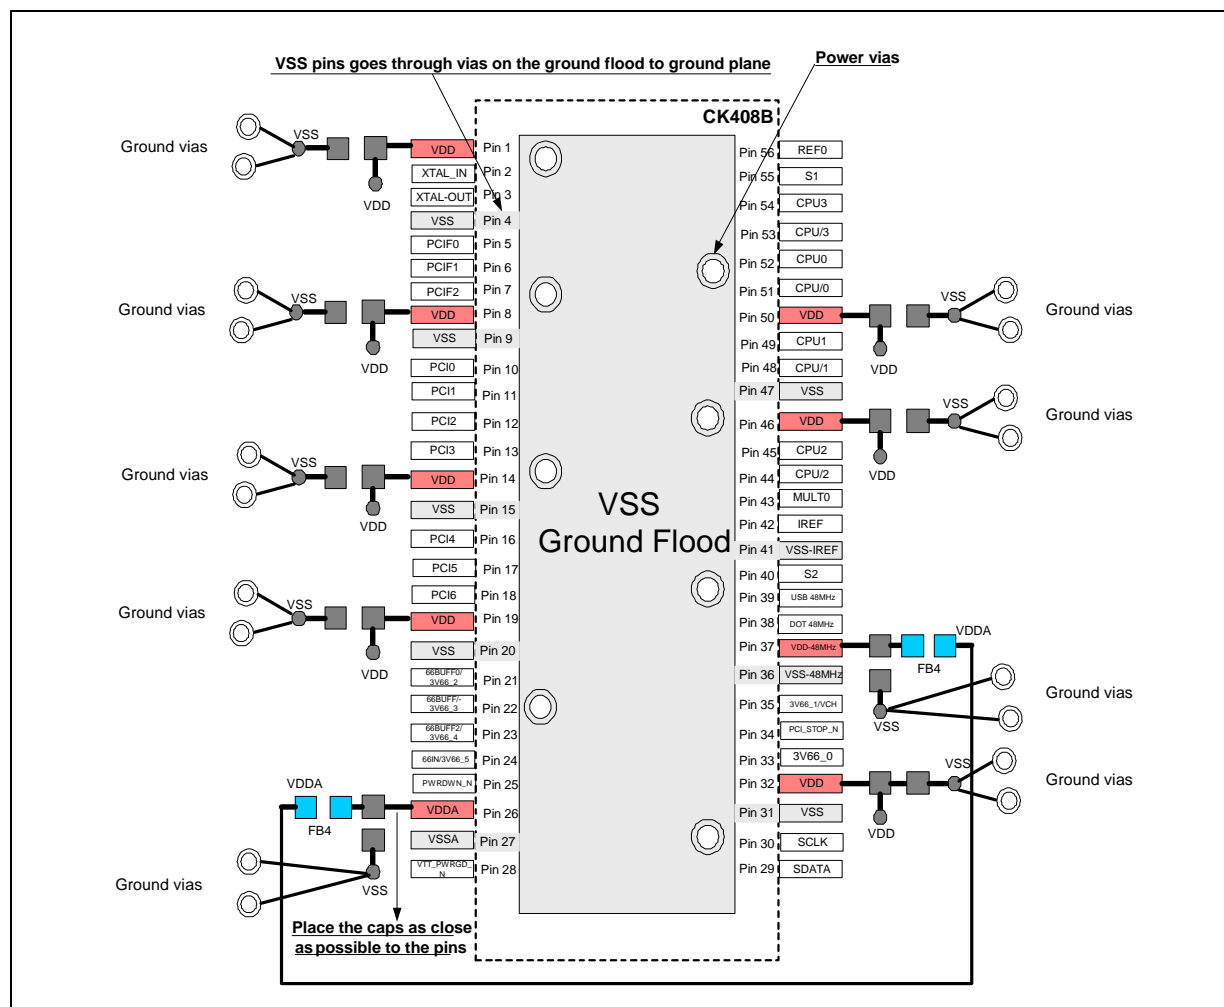 VSS pins goes through vias on the ground flood to ground plane
Power vias
CK408B
Ground vias
VSS
VDD
VDD
Pin 1
XTAL_IN
Pin 2
XTAL-OUT
Pin 3
VSS
Pin 4
PCIF0
Pin 5
PCIF1
Pin 6
PCIF2
Pin 7
Ground vias
VSS
VDD
VDD
Pin 8
VSS
Pin 9
PCI0
Pin 10
PCI1
Pin 11
PCI2
Pin 12
PCI3
Pin 13
Ground vias
VSS
VDD
VDD
Pin 14
VSS
Pin 15
PCI4
Pin 16
PCI5
Pin 17
PCI6
Pin 18
Ground vias
VSS
VDD
VDD
Pin 19
VSS
Pin 20
66BUFF0/
3V66_2
Pin 21
66BUFF/-
3V66_3
Pin 22
66BUFF2/
3V66_4
Pin 23
66IN/3V66_5
Pin 24
PWRDWN_N
Pin 25
VDDA
FB4
VDDA
Pin 26
VSSA
Pin 27
VTT_PWRGD_
N
Pin 28
Ground vias
VSS
Place the caps as close
as possible to the pins
VSS
Ground Flood
Pin 56
REF0
Pin 55
S1
Pin 54
CPU3
Pin 53
CPU/3
Pin 52
CPU0
Pin 51
CPU/0
Pin 50
VDD
VDD
VSS
Ground vias
Pin 49
CPU1
Pin 48
CPU/1
Pin 47
VSS
Pin 46
VDD
VDD
VSS
Ground vias
Pin 45
CPU2
Pin 44
CPU/2
Pin 43
MULT0
Pin 42
IREF
Pin 41
VSS-IREF
Pin 40
S2
Pin 39
USB 48MHz
Pin 38
DOT 48MHz
Pin 37
VDD-48MHz
FB4
VDDA
Pin 36
VSS-48MHz
VSS
Ground vias
Pin 35
3V66_1/VCH
Pin 34
PCI_STOP_N
Pin 33
3V66_0
Pin 32
VDD
VDD
VSS
Ground vias
Pin 31
VSS
Pin 30
SCLK
Pin 29
SDATA